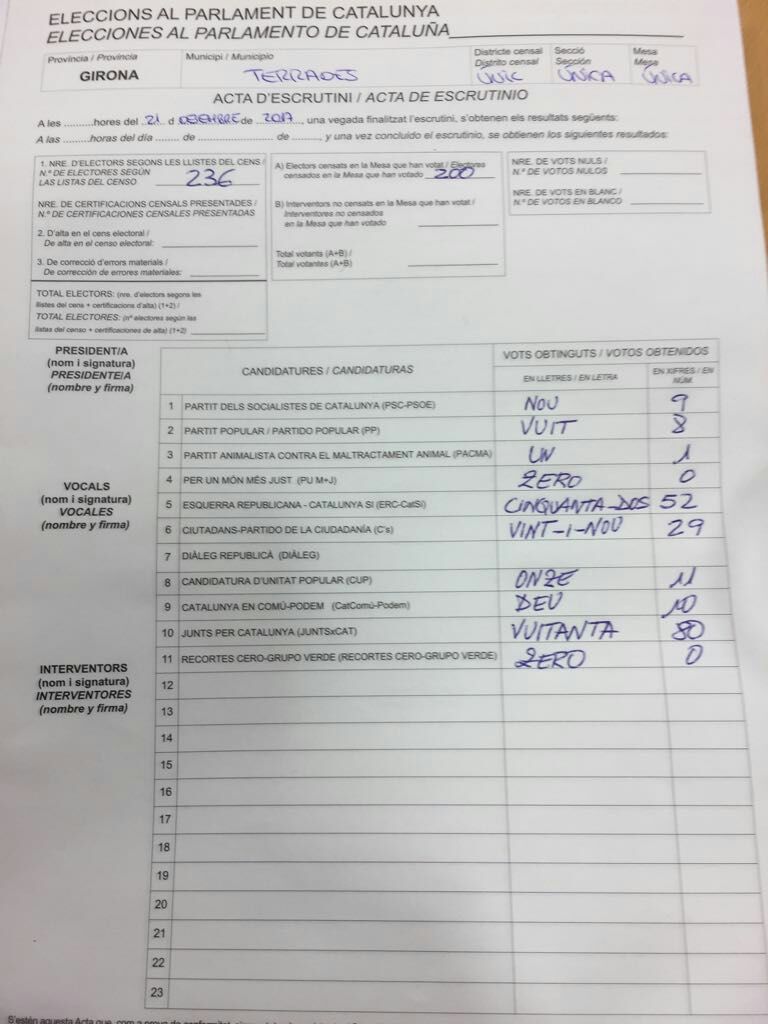 ELECCIONS AL PARLAMENT DE CATALUNYA
ELECCIONES AL PARLAMENTO DE CATALUÑA
Província / Provincia
GIRONA
Municipi / Municipio
TERRADES
Districte censal
Distrito censal
ÚNIC
Secció
Sección
ÚNICA
Mesa
Mesa
ÚNICA
ACTA D'ESCRUTINI / ACTA DE ESCRUTINIO
A les ..........hores del .21. d DESEMBRE de ..2017.., una vegada finalitzat l'escrutini, s'obtenen els resultats següents:
A las .........horas del día ........ de ........................ de ........., y una vez concluido el escrutinio, se obtienen los siguientes resultados:
1. NRE. D'ELECTORS SEGONS LES LLISTES DEL CENS /
N.º DE ELECTORES SEGÚN
LAS LISTAS DEL CENSO 236
NRE. DE CERTIFICACIONS CENSALS PRESENTADES /
N.º DE CERTIFICACIONES CENSALES PRESENTADAS
2. D'alta en el cens electoral /
De alta en el censo electoral:
3. De correcció d'errors materials /
De corrección de errores materiales:
TOTAL ELECTORS: (nre. d'electors segons les
llistes del cens + certificacions d'alta) (1+2) /
TOTAL ELECTORES: (nº electores según las
listas del censo + certificaciones de alta) (1+2)
A) Electors censats en la Mesa que han votat / Electores
censados en la Mesa que han votado 200
B) Interventors no censats en la Mesa que han votat /
Interventores no censados
en la Mesa que han votado
Total votants (A+B) /
Total votantes (A+B)
NRE. DE VOTS NULS /
N.º DE VOTOS NULOS
NRE. DE VOTS EN BLANC /
N.º DE VOTOS EN BLANCO
PRESIDENT/A
(nom i signatura)
PRESIDENTE/A
(nombre y firma)
VOCALS
(nom i signatura)
VOCALES
(nombre y firma)
INTERVENTORS
(nom i signatura)
INTERVENTORES
(nombre y firma)
CANDIDATURES / CANDIDATURAS
VOTS OBTINGUTS / VOTOS OBTENIDOS
EN LLETRES / EN LETRA
EN XIFRES / EN NÚM.
1 PARTIT DELS SOCIALISTES DE CATALUNYA (PSC-PSOE) NOU 9
2 PARTIT POPULAR / PARTIDO POPULAR (PP) VUIT 8
3 PARTIT ANIMALISTA CONTRA EL MALTRACTAMENT ANIMAL (PACMA) UN 1
4 PER UN MÓN MÉS JUST (PU M+J) ZERO 0
5 ESQUERRA REPUBLICANA - CATALUNYA SI (ERC-CatSí) CINQUANTA-DOS 52
6 CIUTADANS-PARTIDO DE LA CIUDADANÍA (C's) VINT-I-NOU 29
7 DIÀLEG REPUBLICÀ (DIÀLEG)
8 CANDIDATURA D'UNITAT POPULAR (CUP) ONZE 11
9 CATALUNYA EN COMÚ-PODEM (CatComú-Podem) DEU 10
10 JUNTS PER CATALUNYA (JUNTSxCAT) VUITANTA 80
11 RECORTES CERO-GRUPO VERDE (RECORTES CERO-GRUPO VERDE) ZERO 0
12
13
14
15
16
17
18
19
20
21
22
23